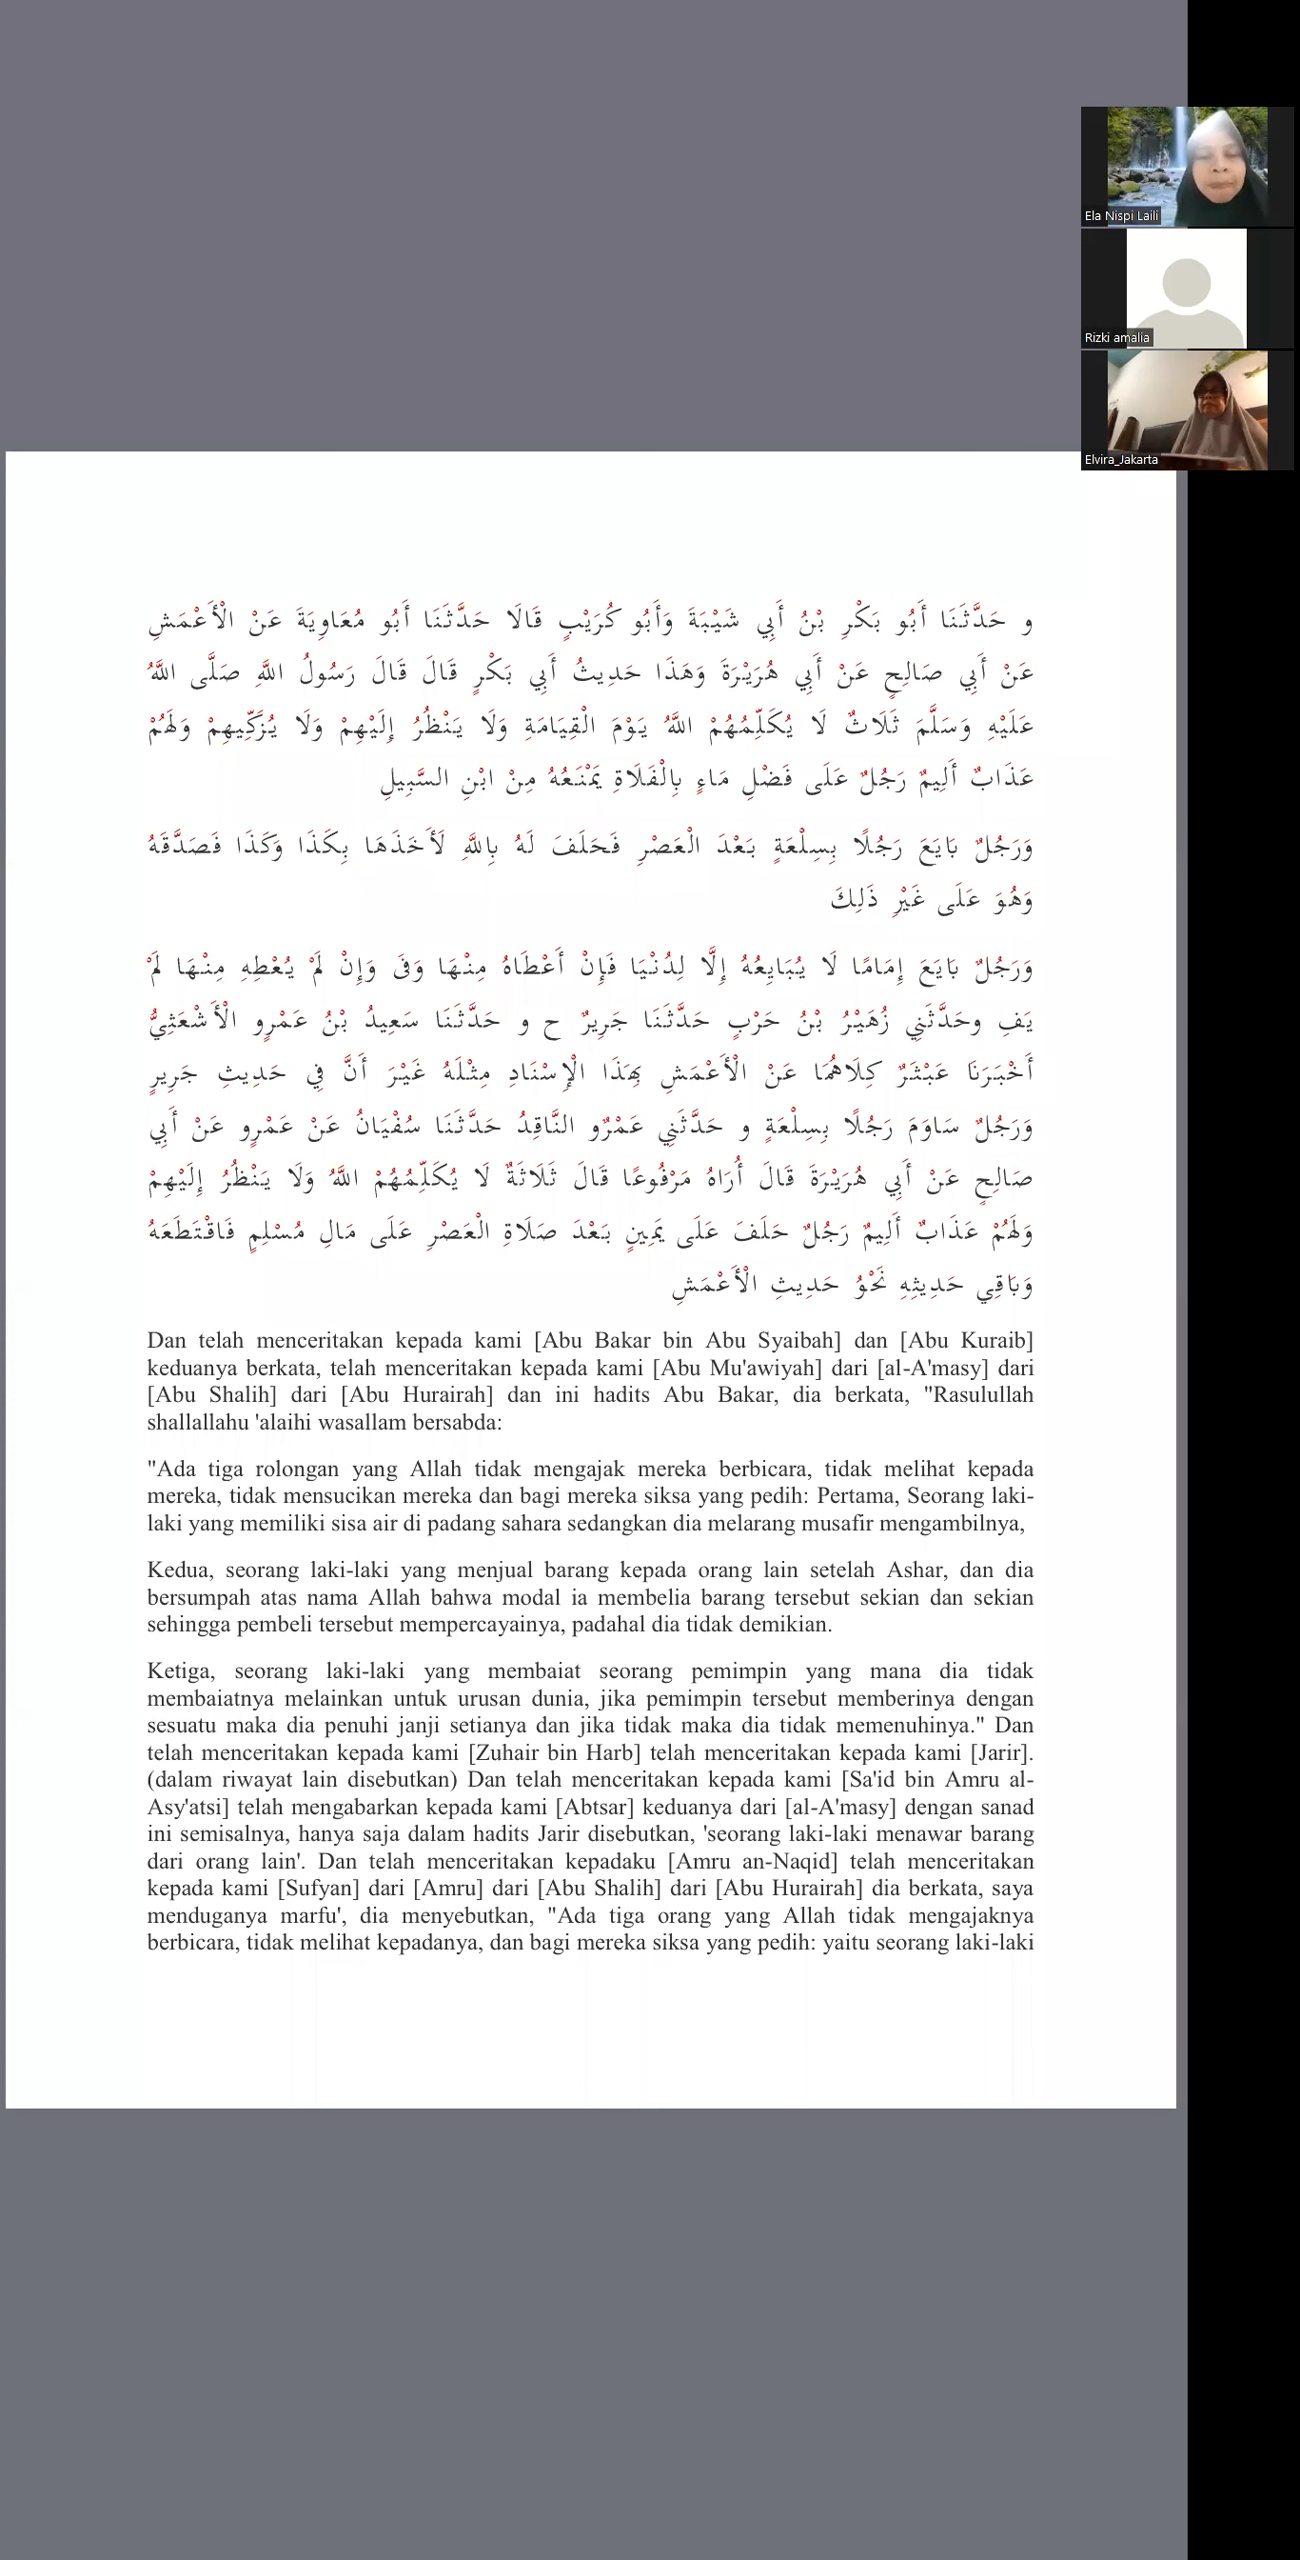 Ela Nispi Laili
Rizki amalia
Elvira_Jakarta
و حَدَّثَنَا أَبُو بَكْرِ بْنُ أَبِي شَيْبَةَ وَأَبُو كُرَيْبٍ قَالَا حَدَّثَنَا أَبُو مُعَاوِيَةَ عَنْ الْأَعْمَشِ
عَنْ أَبِي صَالِحٍ عَنْ أَبِي هُرَيْرَةَ وَهَذَا حَدِيثُ أَبِي بَكْرٍ قَالَ قَالَ رَسُولُ اللَّهِ صَلَّى اللَّهُ
عَلَيْهِ وَسَلَّمَ ثَلَاثٌ لَا يُكَلِّمُهُمْ اللَّهُ يَوْمَ الْقِيَامَةِ وَلَا يَنْظُرُ إِلَيْهِمْ وَلَا يُزَكِّيهِمْ وَلَهُمْ
عَذَابٌ أَلِيمٌ رَجُلٌ عَلَى فَضْلِ مَاءٍ بِالْفَلَاةِ يَمْنَعُهُ مِنْ ابْنِ السَّبِيلِ
وَرَجُلٌ بَايَعَ رَجُلًا بِسِلْعَةٍ بَعْدَ الْعَصْرِ فَحَلَفَ لَهُ بِاللَّهِ لَأَخَذَهَا بِكَذَا وَكَذَا فَصَدَّقَهُ
وَهُوَ عَلَى غَيْرِ ذَلِكَ
وَرَجُلٌ بَايَعَ إِمَامًا لَا يُبَايِعُهُ إِلَّا لِدُنْيَا فَإِنْ أَعْطَاهُ مِنْهَا وَفَى وَإِنْ لَمْ يُعْطِهِ مِنْهَا لَمْ
يَفِ وحَدَّثَنِي زُهَيْرُ بْنُ حَرْبٍ حَدَّثَنَا جَرِيرٌ ح و حَدَّثَنَا سَعِيدُ بْنُ عَمْرٍو الْأَشْعَثِيُّ
أَخْبَرَنَا عَبْثَرٌ كِلَاهُمَا عَنْ الْأَعْمَشِ بِهَذَا الْإِسْنَادِ مِثْلَهُ غَيْرَ أَنَّ فِي حَدِيثِ جَرِيرٍ
وَرَجُلٌ سَاوَمَ رَجُلًا بِسِلْعَةٍ و حَدَّثَنِي عَمْرٌو النَّاقِدُ حَدَّثَنَا سُفْيَانُ عَنْ عَمْرٍو عَنْ أَبِي
صَالِحٍ عَنْ أَبِي هُرَيْرَةَ قَالَ أُرَاهُ مَرْفُوعًا قَالَ ثَلَاثَةٌ لَا يُكَلِّمُهُمْ اللَّهُ وَلَا يَنْظُرُ إِلَيْهِمْ
وَلَهُمْ عَذَابٌ أَلِيمٌ رَجُلٌ حَلَفَ عَلَى يَمِينٍ بَعْدَ صَلَاةِ الْعَصْرِ عَلَى مَالِ مُسْلِمٍ فَاقْتَطَعَهُ
وَبَاقِي حَدِيثِهِ نَحْوُ حَدِيثِ الْأَعْمَشِ
Dan telah menceritakan kepada kami [Abu Bakar bin Abu Syaibah] dan [Abu Kuraib]
keduanya berkata, telah menceritakan kepada kami [Abu Mu'awiyah] dari [al-A'masy] dari
[Abu Shalih] dari [Abu Hurairah] dan ini hadits Abu Bakar, dia berkata, "Rasulullah
shallallahu 'alaihi wasallam bersabda:
"Ada tiga rolongan yang Allah tidak mengajak mereka berbicara, tidak melihat kepada
mereka, tidak mensucikan mereka dan bagi mereka siksa yang pedih: Pertama, Seorang laki-
laki yang memiliki sisa air di padang sahara sedangkan dia melarang musafir mengambilnya,
Kedua, seorang laki-laki yang menjual barang kepada orang lain setelah Ashar, dan dia
bersumpah atas nama Allah bahwa modal ia membelia barang tersebut sekian dan sekian
sehingga pembeli tersebut mempercayainya, padahal dia tidak demikian.
Ketiga, seorang laki-laki yang membaiat seorang pemimpin yang mana dia tidak
membaiatnya melainkan untuk urusan dunia, jika pemimpin tersebut memberinya dengan
sesuatu maka dia penuhi janji setianya dan jika tidak maka dia tidak memenuhinya." Dan
telah menceritakan kepada kami [Zuhair bin Harb] telah menceritakan kepada kami [Jarir].
(dalam riwayat lain disebutkan) Dan telah menceritakan kepada kami [Sa'id bin Amru al-
Asy'atsi] telah mengabarkan kepada kami [Abtsar] keduanya dari [al-A'masy] dengan sanad
ini semisalnya, hanya saja dalam hadits Jarir disebutkan, 'seorang laki-laki menawar barang
dari orang lain'. Dan telah menceritakan kepadaku [Amru an-Naqid] telah menceritakan
kepada kami [Sufyan] dari [Amru] dari [Abu Shalih] dari [Abu Hurairah] dia berkata, saya
menduganya marfu', dia menyebutkan, "Ada tiga orang yang Allah tidak mengajaknya
berbicara, tidak melihat kepadanya, dan bagi mereka siksa yang pedih: yaitu seorang laki-laki